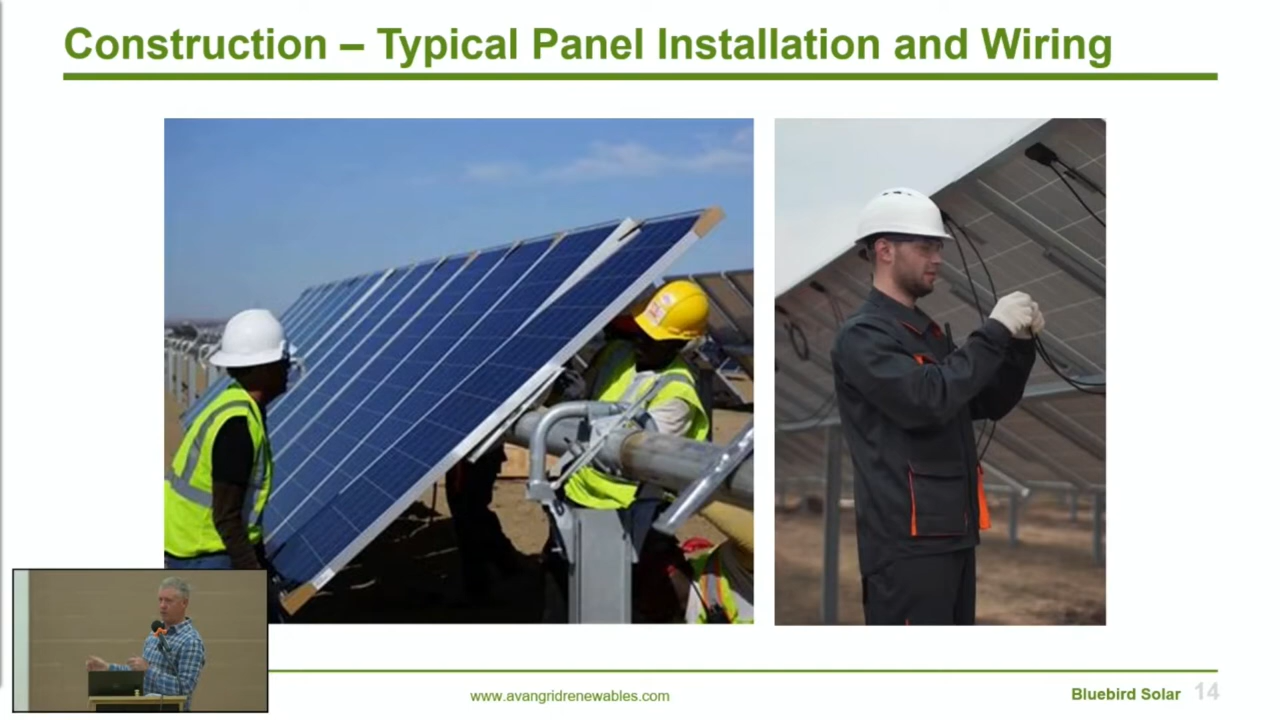 Construction – Typical Panel Installation and Wiring
www.avangridrenewables.com
Bluebird Solar 14